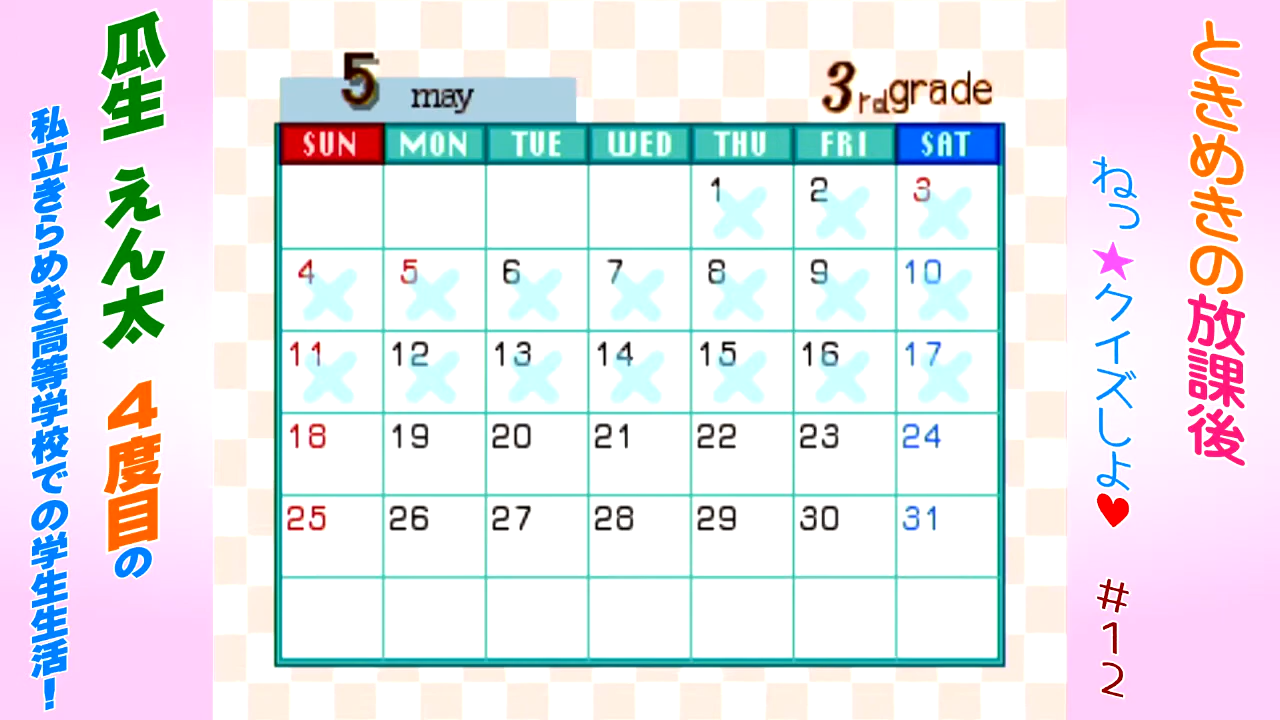 ときめきの放課後
ねっ★クイズしよ♥ #12
5 may
3rd grade
SUN MON TUE WED THU FRI SAT
1 2 3
4 5 6 7 8 9 10
11 12 13 14 15 16 17
18 19 20 21 22 23 24
25 26 27 28 29 30 31
瓜生 えん太 4度目の
私立きらめき高等学校での学生生活!